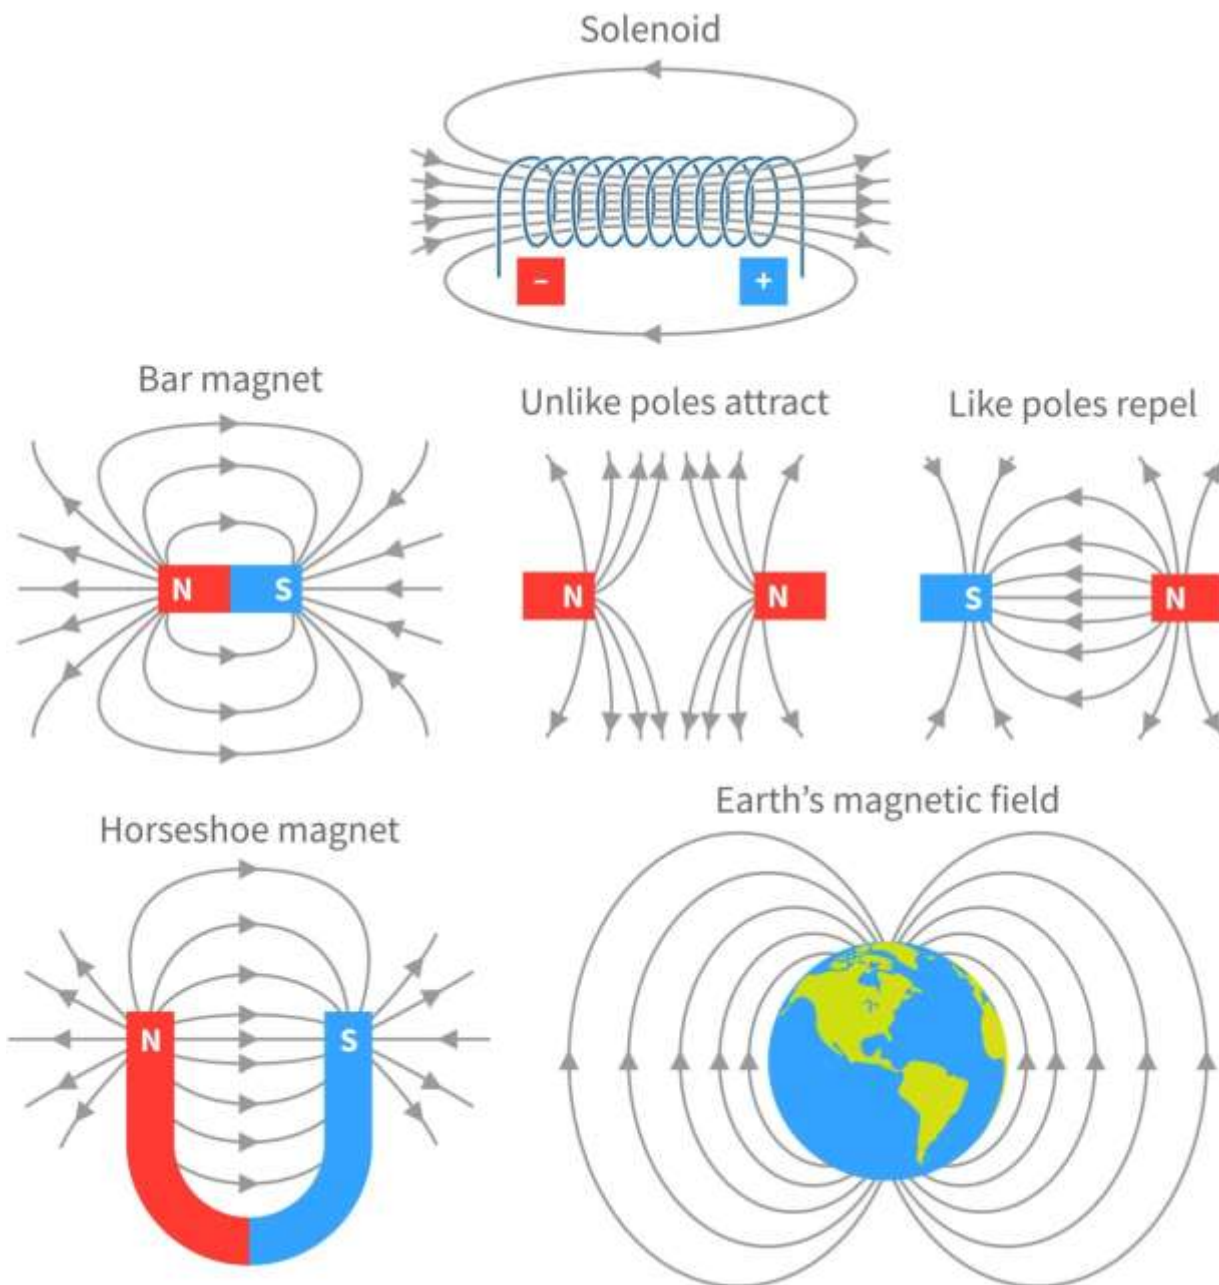 Solenoid
– +
Bar magnet
N S
Unlike poles attract
N N
Like poles repel
S N
Horseshoe magnet
N S
Earth’s magnetic field